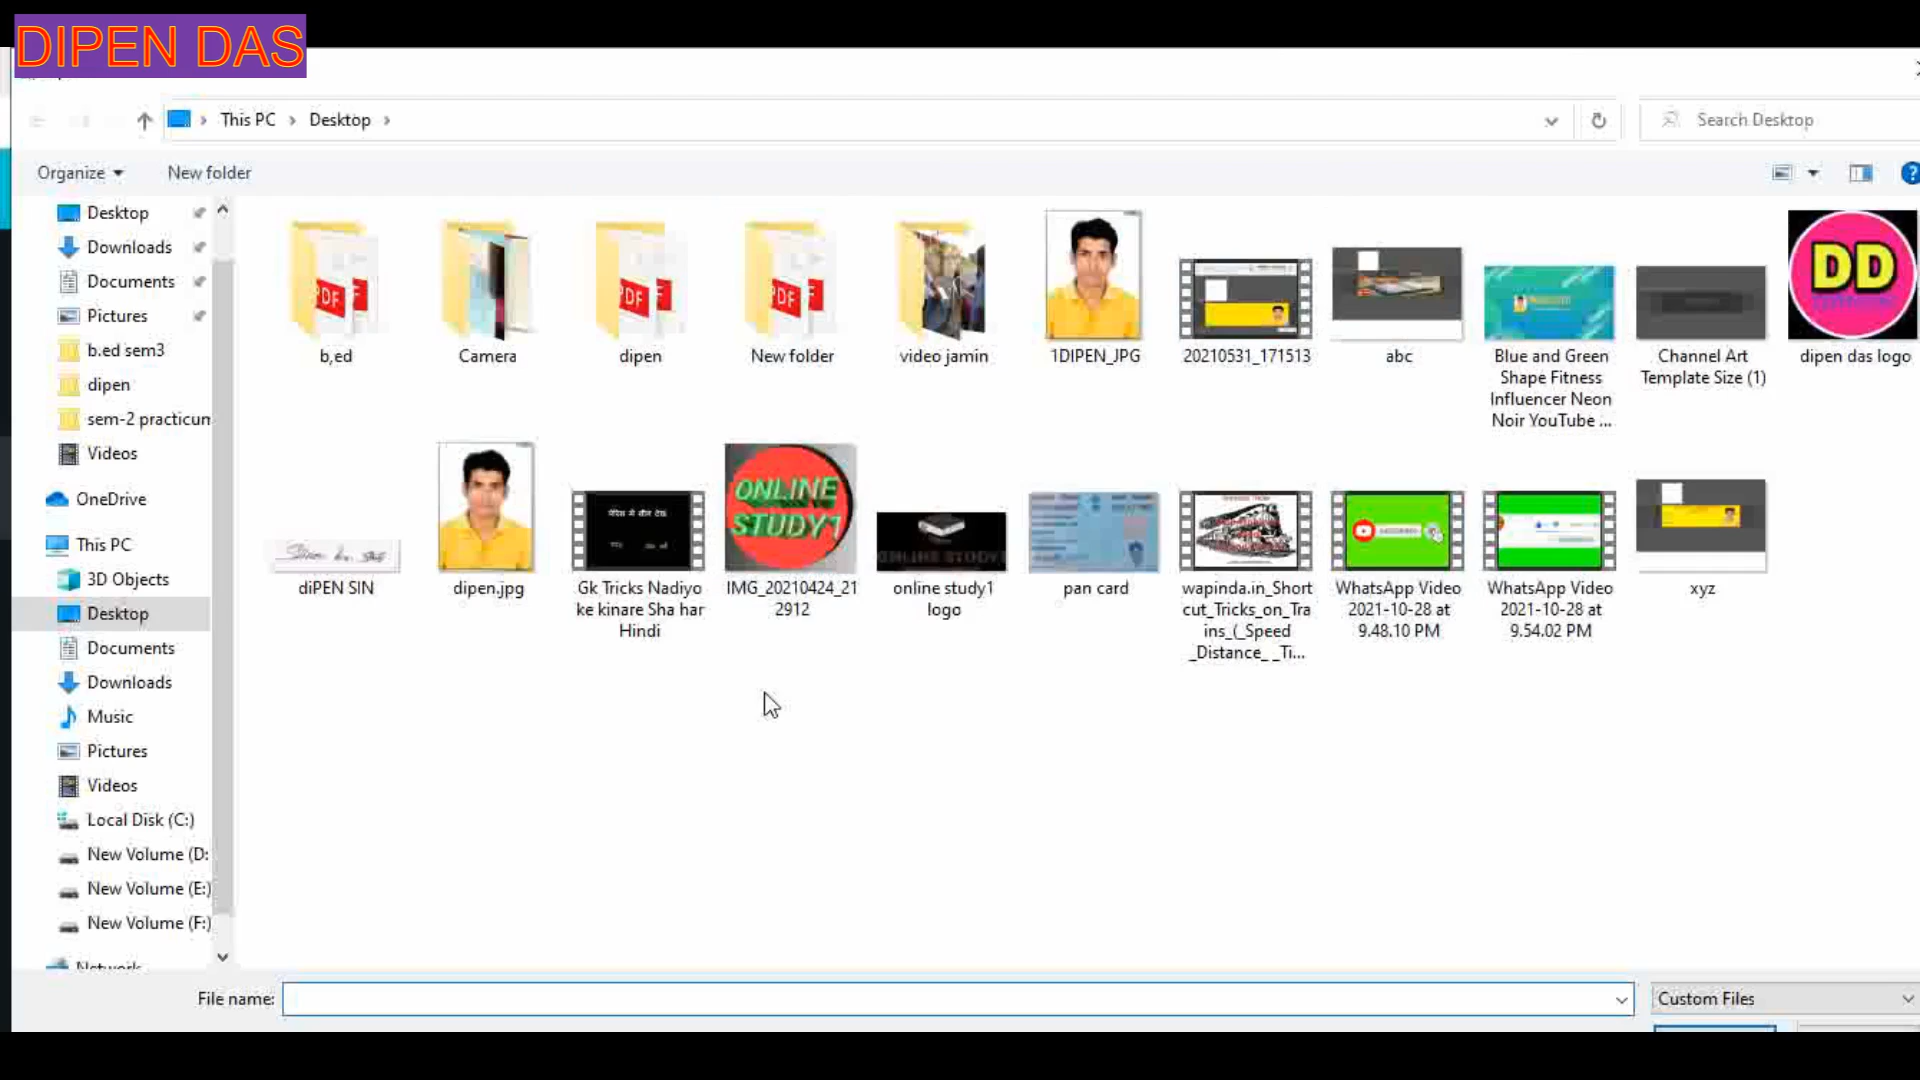 DIPEN DAS
This PC
Desktop
Search Desktop
Organize
New folder
Desktop
Downloads
Documents
Pictures
b.ed sem3
dipen
sem-2 practicum
Videos
OneDrive
This PC
3D Objects
Desktop
Documents
Downloads
Music
Pictures
Videos
Local Disk (C:)
New Volume (D:
New Volume (E:)
New Volume (F:)
Network
PDF
b,ed
Camera
PDF
dipen
PDF
New folder
video jamin
1DIPEN_JPG
20210531_171513
abc
Blue and Green
Shape Fitness
Influencer Neon
Noir YouTube ...
Channel Art
Template Size (1)
DD
dipen das logo
diPEN SIN
dipen.jpg
Gk Tricks Nadiyo
ke kinare Sha har
Hindi
ONLINE
STUDY1
IMG_20210424_21
2912
ONLINE STUDY1
online study1
logo
pan card
wapinda.in_Short
cut_Tricks_on_Tra
ins_(_Speed
_Distance_ _Ti...
WhatsApp Video
2021-10-28 at
9.48.10 PM
WhatsApp Video
2021-10-28 at
9.54.02 PM
xyz
File name:
Custom Files